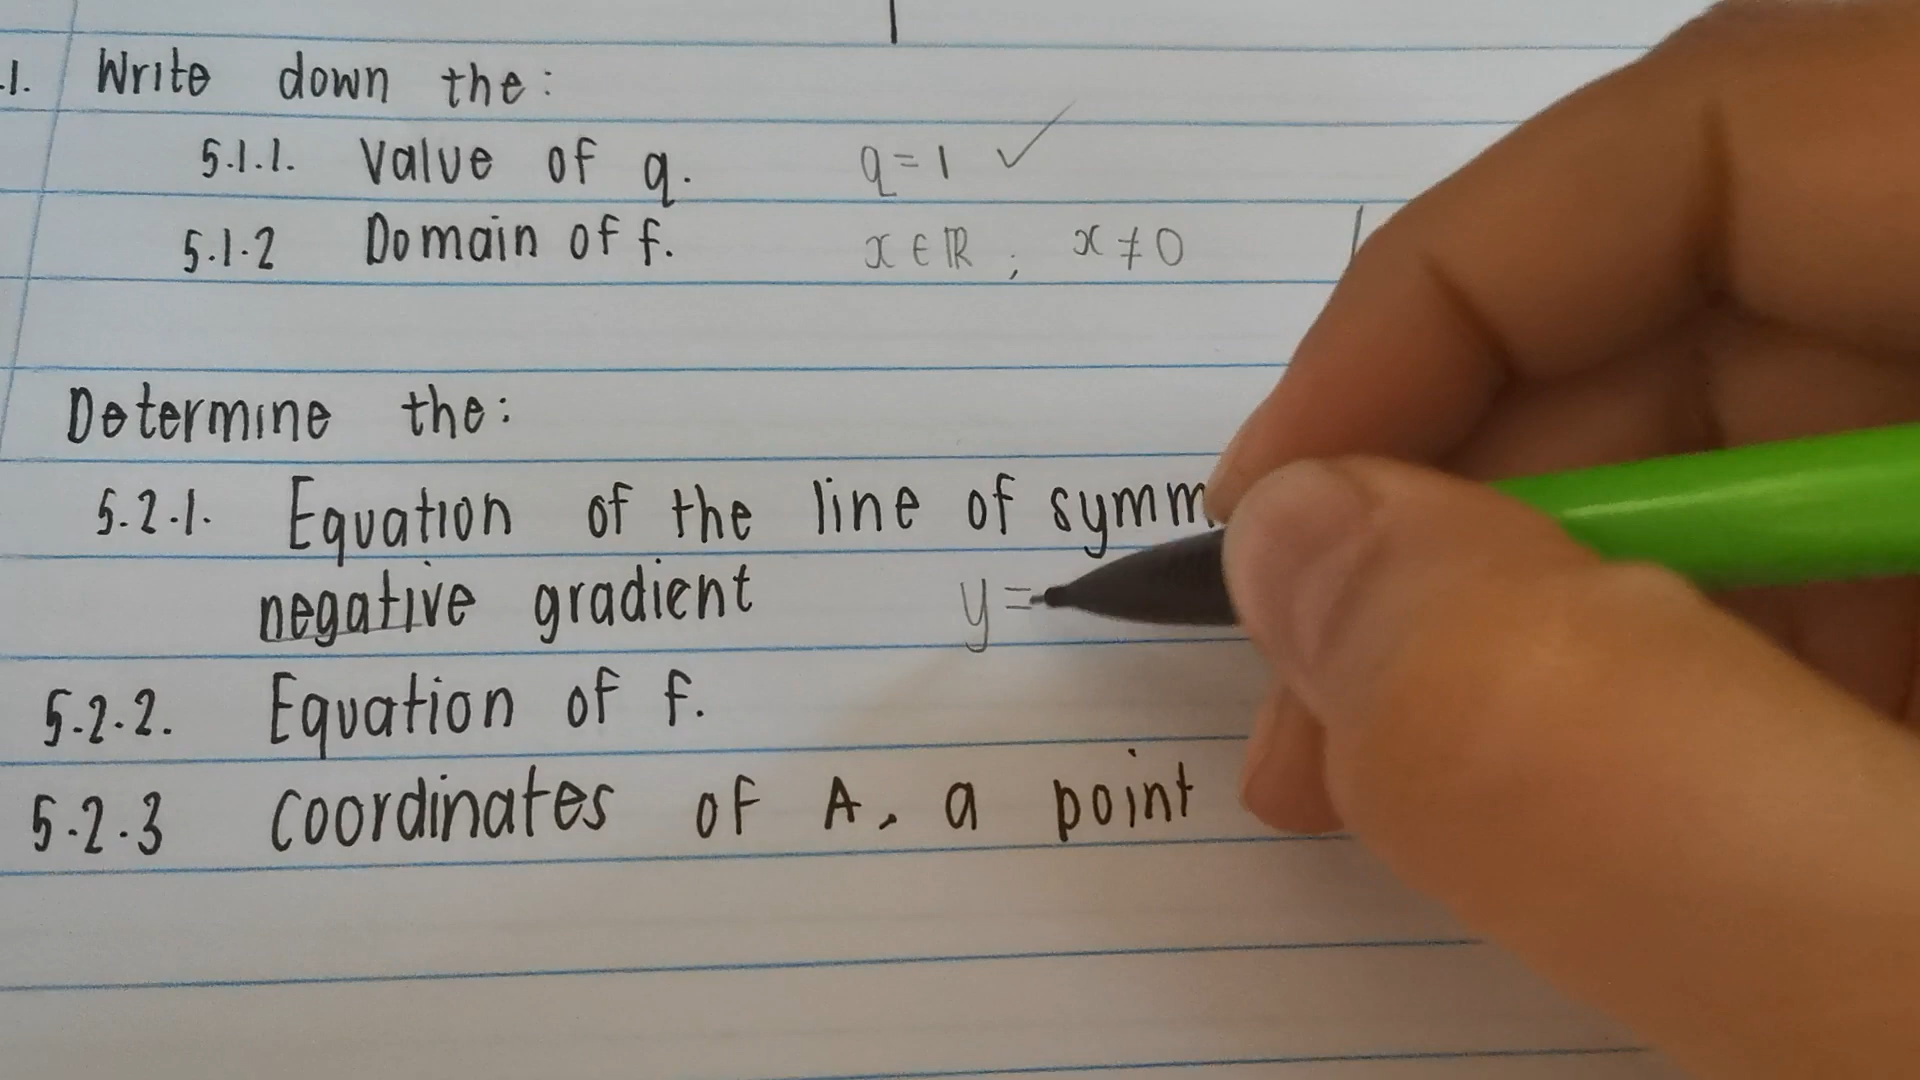 .1. Write down the:
5.1.1. Value of q. q = 1 ✓
5.1.2 Domain of f. x ∈ ℝ ; x ≠ 0
Determine the:
5.2.1. Equation of the line of symm
negative gradient y = -
5.2.2. Equation of f.
5.2.3 Coordinates of A, a point